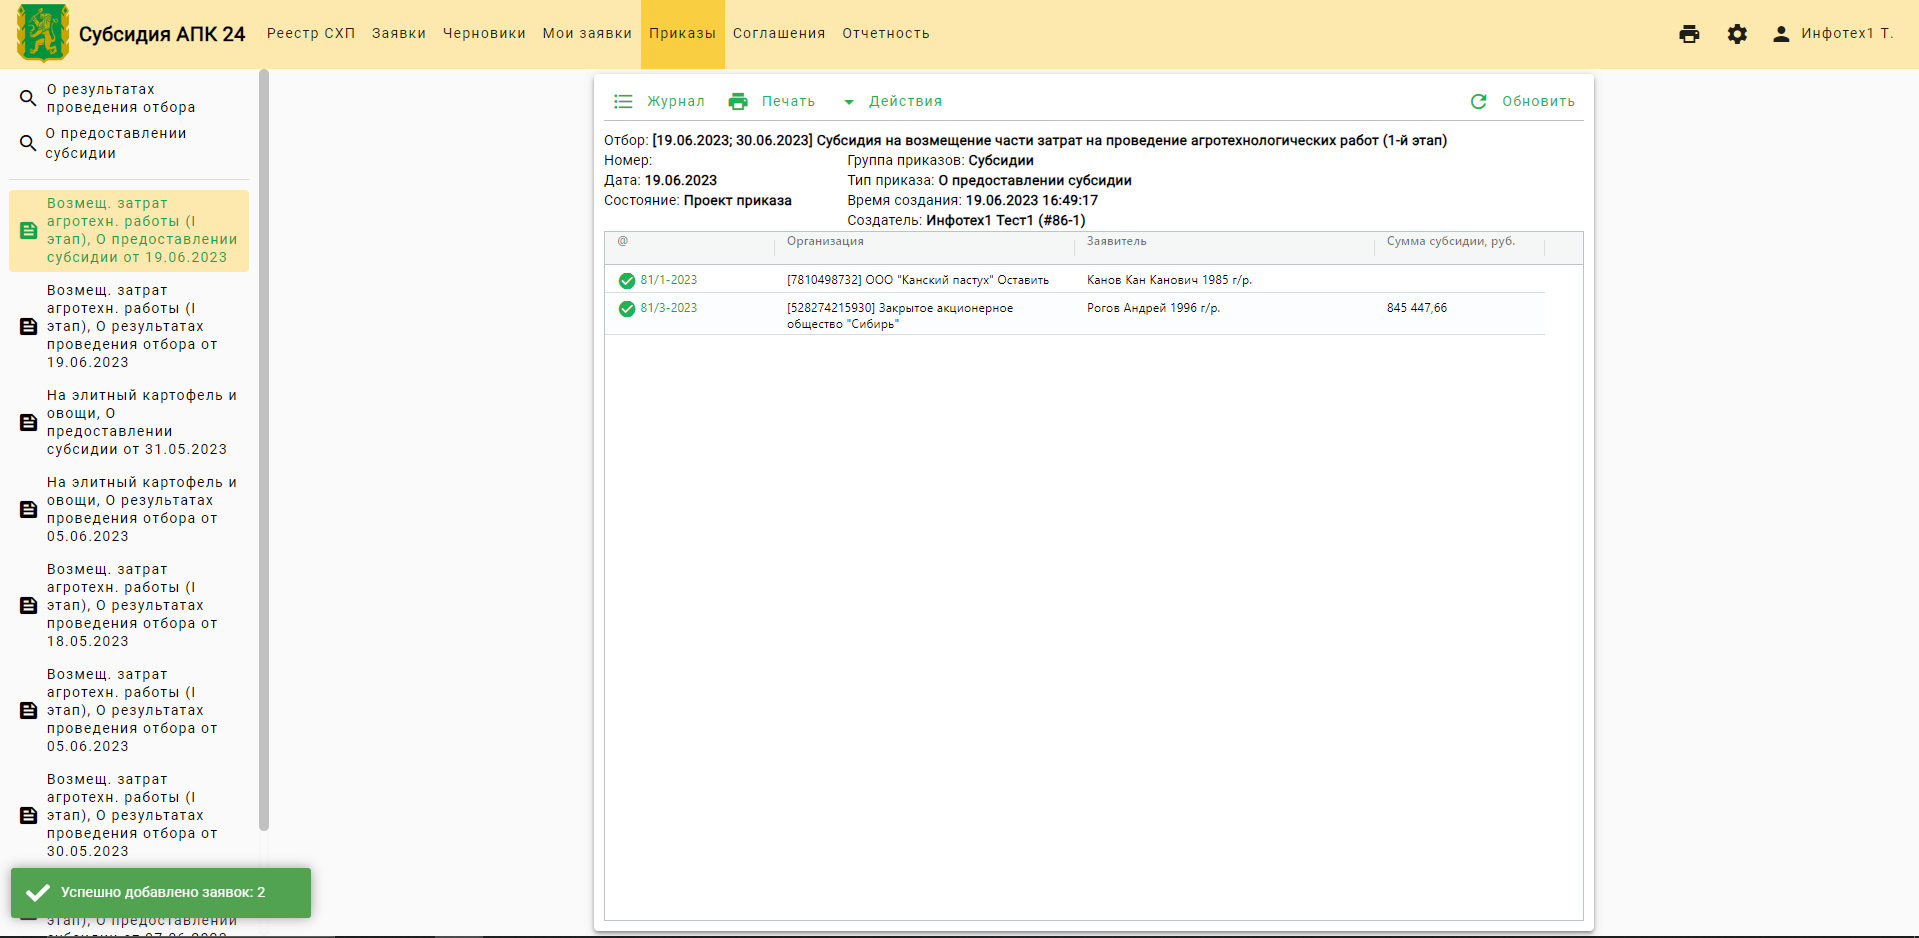 Субсидия АПК 24
Реестр СХП
Заявки
Черновики
Мои заявки
Приказы
Соглашения
Отчетность
Инфотех1 Т.
О результатах
проведения отбора
О предоставлении
субсидии
Возмещ. затрат
агротехн. работы (I
этап), О предоставлении
субсидии от 19.06.2023
Возмещ. затрат
агротехн. работы (I
этап), О результатах
проведения отбора от
19.06.2023
На элитный картофель и
овощи, О
предоставлении
субсидии от 31.05.2023
На элитный картофель и
овощи, О результатах
проведения отбора от
05.06.2023
Возмещ. затрат
агротехн. работы (I
этап), О результатах
проведения отбора от
18.05.2023
Возмещ. затрат
агротехн. работы (I
этап), О результатах
проведения отбора от
05.06.2023
Возмещ. затрат
агротехн. работы (I
этап), О результатах
проведения отбора от
30.05.2023
Успешно добавлено заявок: 2
этап), О предоставлении
Журнал
Печать
Действия
Обновить
Отбор: [19.06.2023; 30.06.2023] Субсидия на возмещение части затрат на проведение агротехнологических работ (1-й этап)
Номер:
Группа приказов: Субсидии
Дата: 19.06.2023
Тип приказа: О предоставлении субсидии
Состояние: Проект приказа
Время создания: 19.06.2023 16:49:17
Создатель: Инфотех1 Тест1 (#86-1)
@
Организация
Заявитель
Сумма субсидии, руб.
81/1-2023
[7810498732] ООО "Канский пастух" Оставить
Канов Кан Канович 1985 г/р.
81/3-2023
[528274215930] Закрытое акционерное
общество "Сибирь"
Рогов Андрей 1996 г/р.
845 447,66